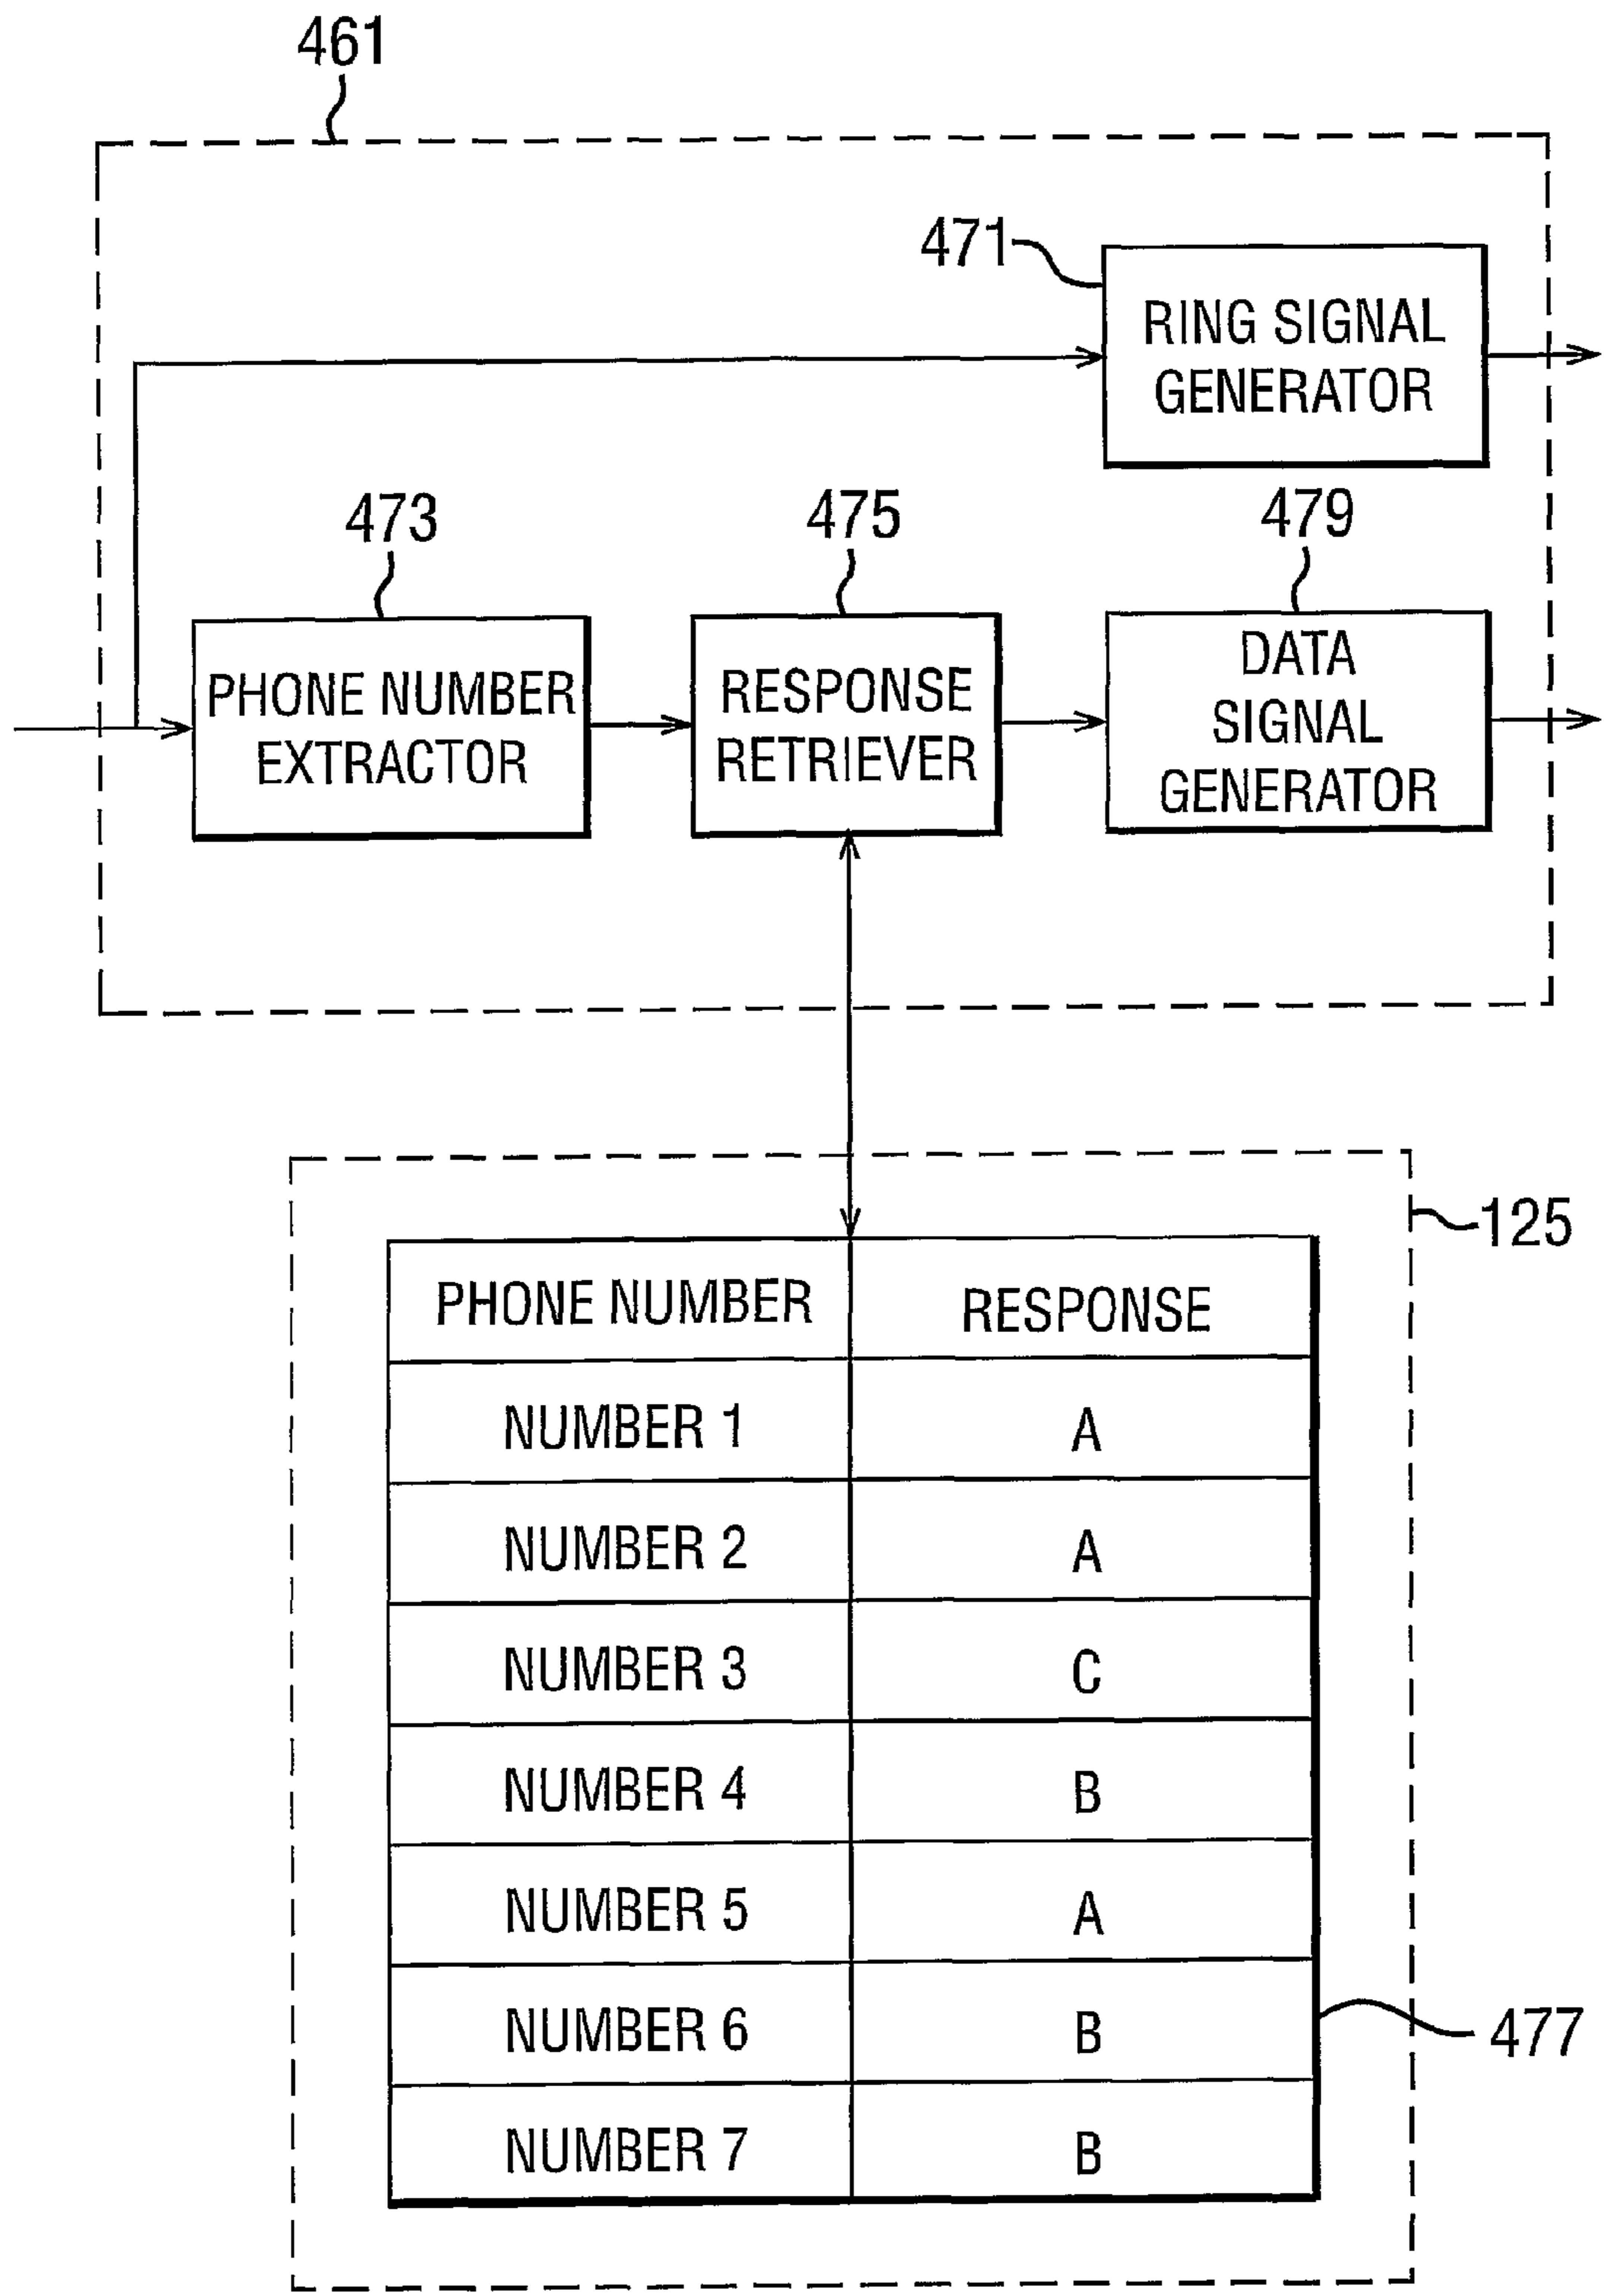 461
471
RING SIGNAL
GENERATOR
473
475
479
PHONE NUMBER
EXTRACTOR
RESPONSE
RETRIEVER
DATA
SIGNAL
GENERATOR
125
PHONE NUMBER RESPONSE
NUMBER 1 A
NUMBER 2 A
NUMBER 3 C
NUMBER 4 B
NUMBER 5 A
NUMBER 6 B
477
NUMBER 7 B